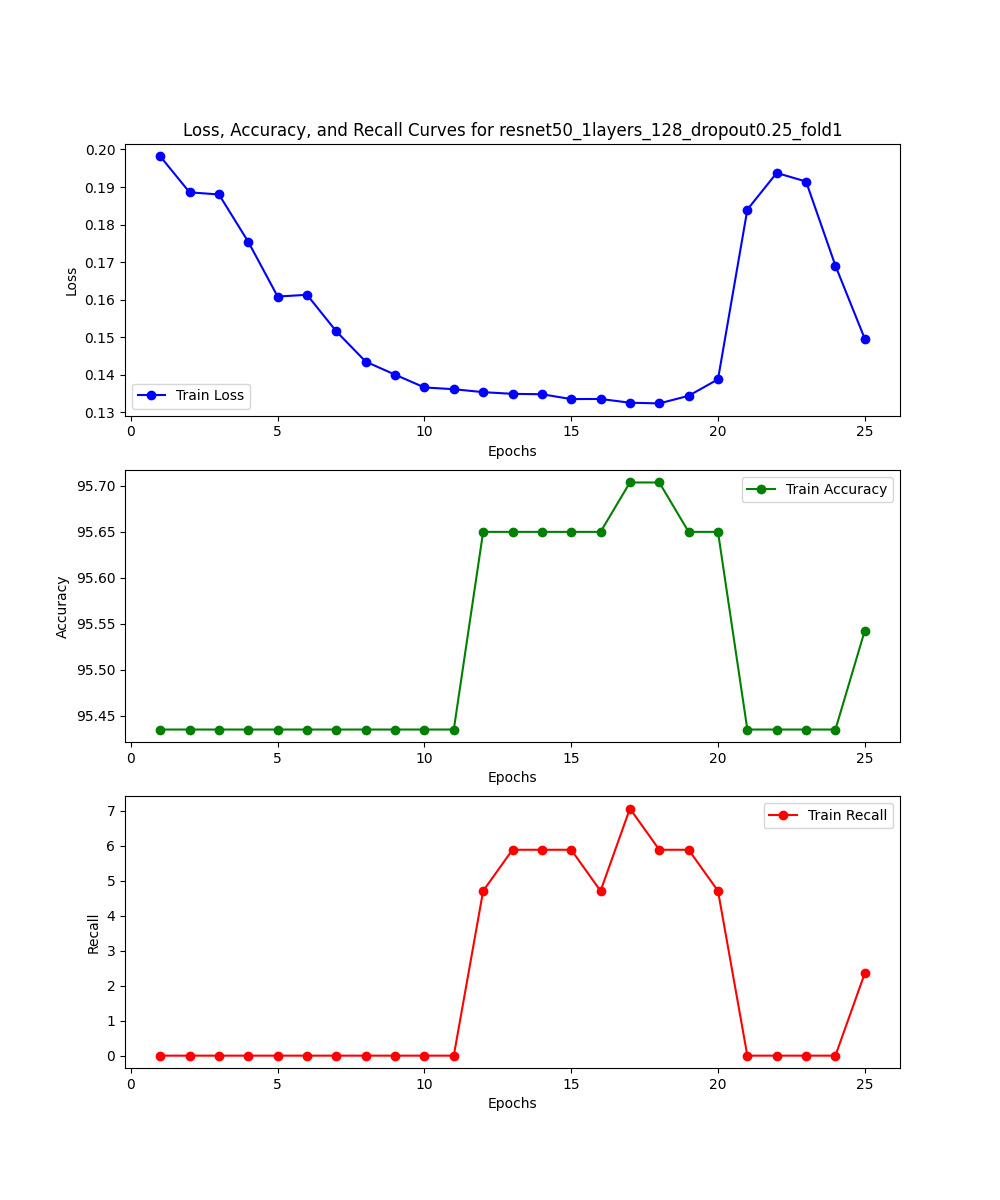 Loss, Accuracy, and Recall Curves for resnet50_1layers_128_dropout0.25_fold1
0.20
0.19
0.18
0.17
0.16
0.15
0.14
0.13
Loss
Train Loss
0 5 10 15 20 25
Epochs
95.70
95.65
95.60
95.55
95.50
95.45
Accuracy
Train Accuracy
0 5 10 15 20 25
Epochs
7
6
5
4
3
2
1
0
Recall
Train Recall
0 5 10 15 20 25
Epochs